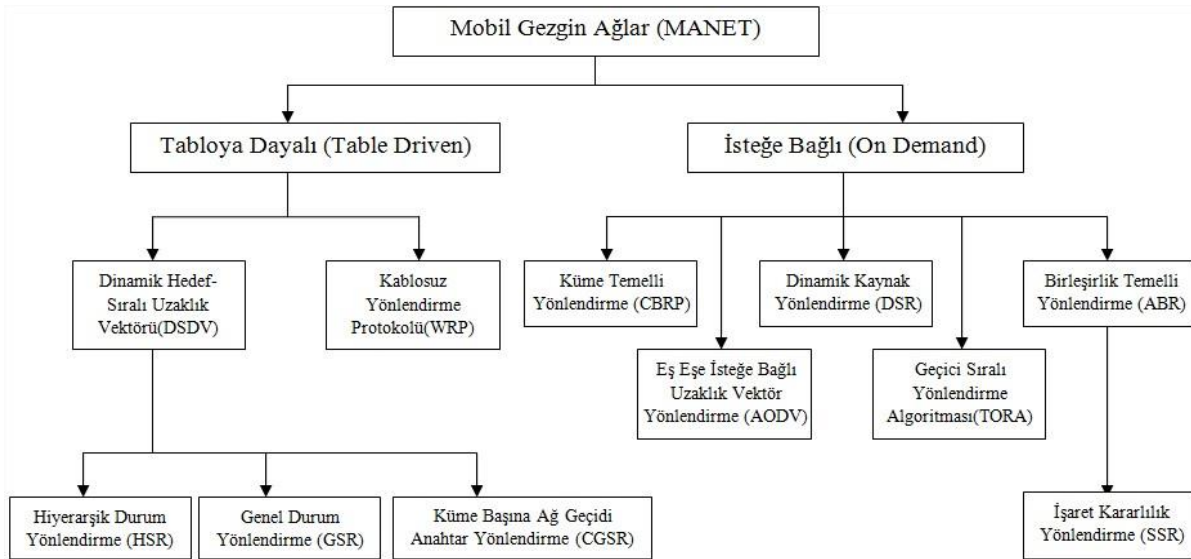 Mobil Gezgin Ağlar (MANET)
Tabloya Dayalı (Table Driven)
İsteğe Bağlı (On Demand)
Dinamik Hedef-
Sıralı Uzaklık
Vektörü(DSDV)
Kablosuz
Yönlendirme
Protokolü(WRP)
Küme Temelli
Yönlendirme (CBRP)
Dinamik Kaynak
Yönlendirme (DSR)
Birleşirlik Temelli
Yönlendirme (ABR)
Eş Eşe İsteğe Bağlı
Uzaklık Vektör
Yönlendirme (AODV)
Geçici Sıralı
Yönlendirme
Algoritması(TORA)
Hiyerarşik Durum
Yönlendirme (HSR)
Genel Durum
Yönlendirme (GSR)
Küme Başına Ağ Geçidi
Anahtar Yönlendirme (CGSR)
İşaret Kararlılık
Yönlendirme (SSR)